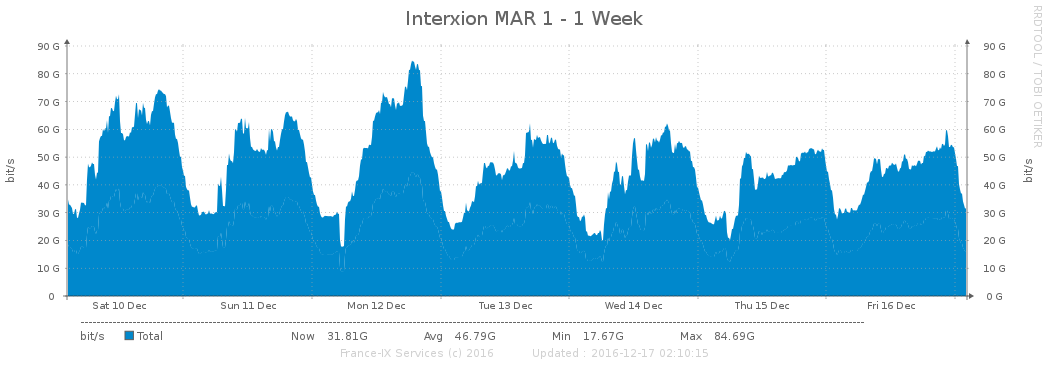 Interxion MAR 1 - 1 Week
RRDTOOL / TOBI OETIKER
bit/s
90 G 90 G
80 G 80 G
70 G 70 G
60 G 60 G
50 G 50 G
40 G 40 G
30 G 30 G
20 G 20 G
10 G 10 G
0 0 G
bit/s
Sat 10 Dec Sun 11 Dec Mon 12 Dec Tue 13 Dec Wed 14 Dec Thu 15 Dec Fri 16 Dec
bit/s Total Now 31.81G Avg 46.79G Min 17.67G Max 84.69G
France-IX Services (c) 2016 Updated : 2016-12-17 02:10:15